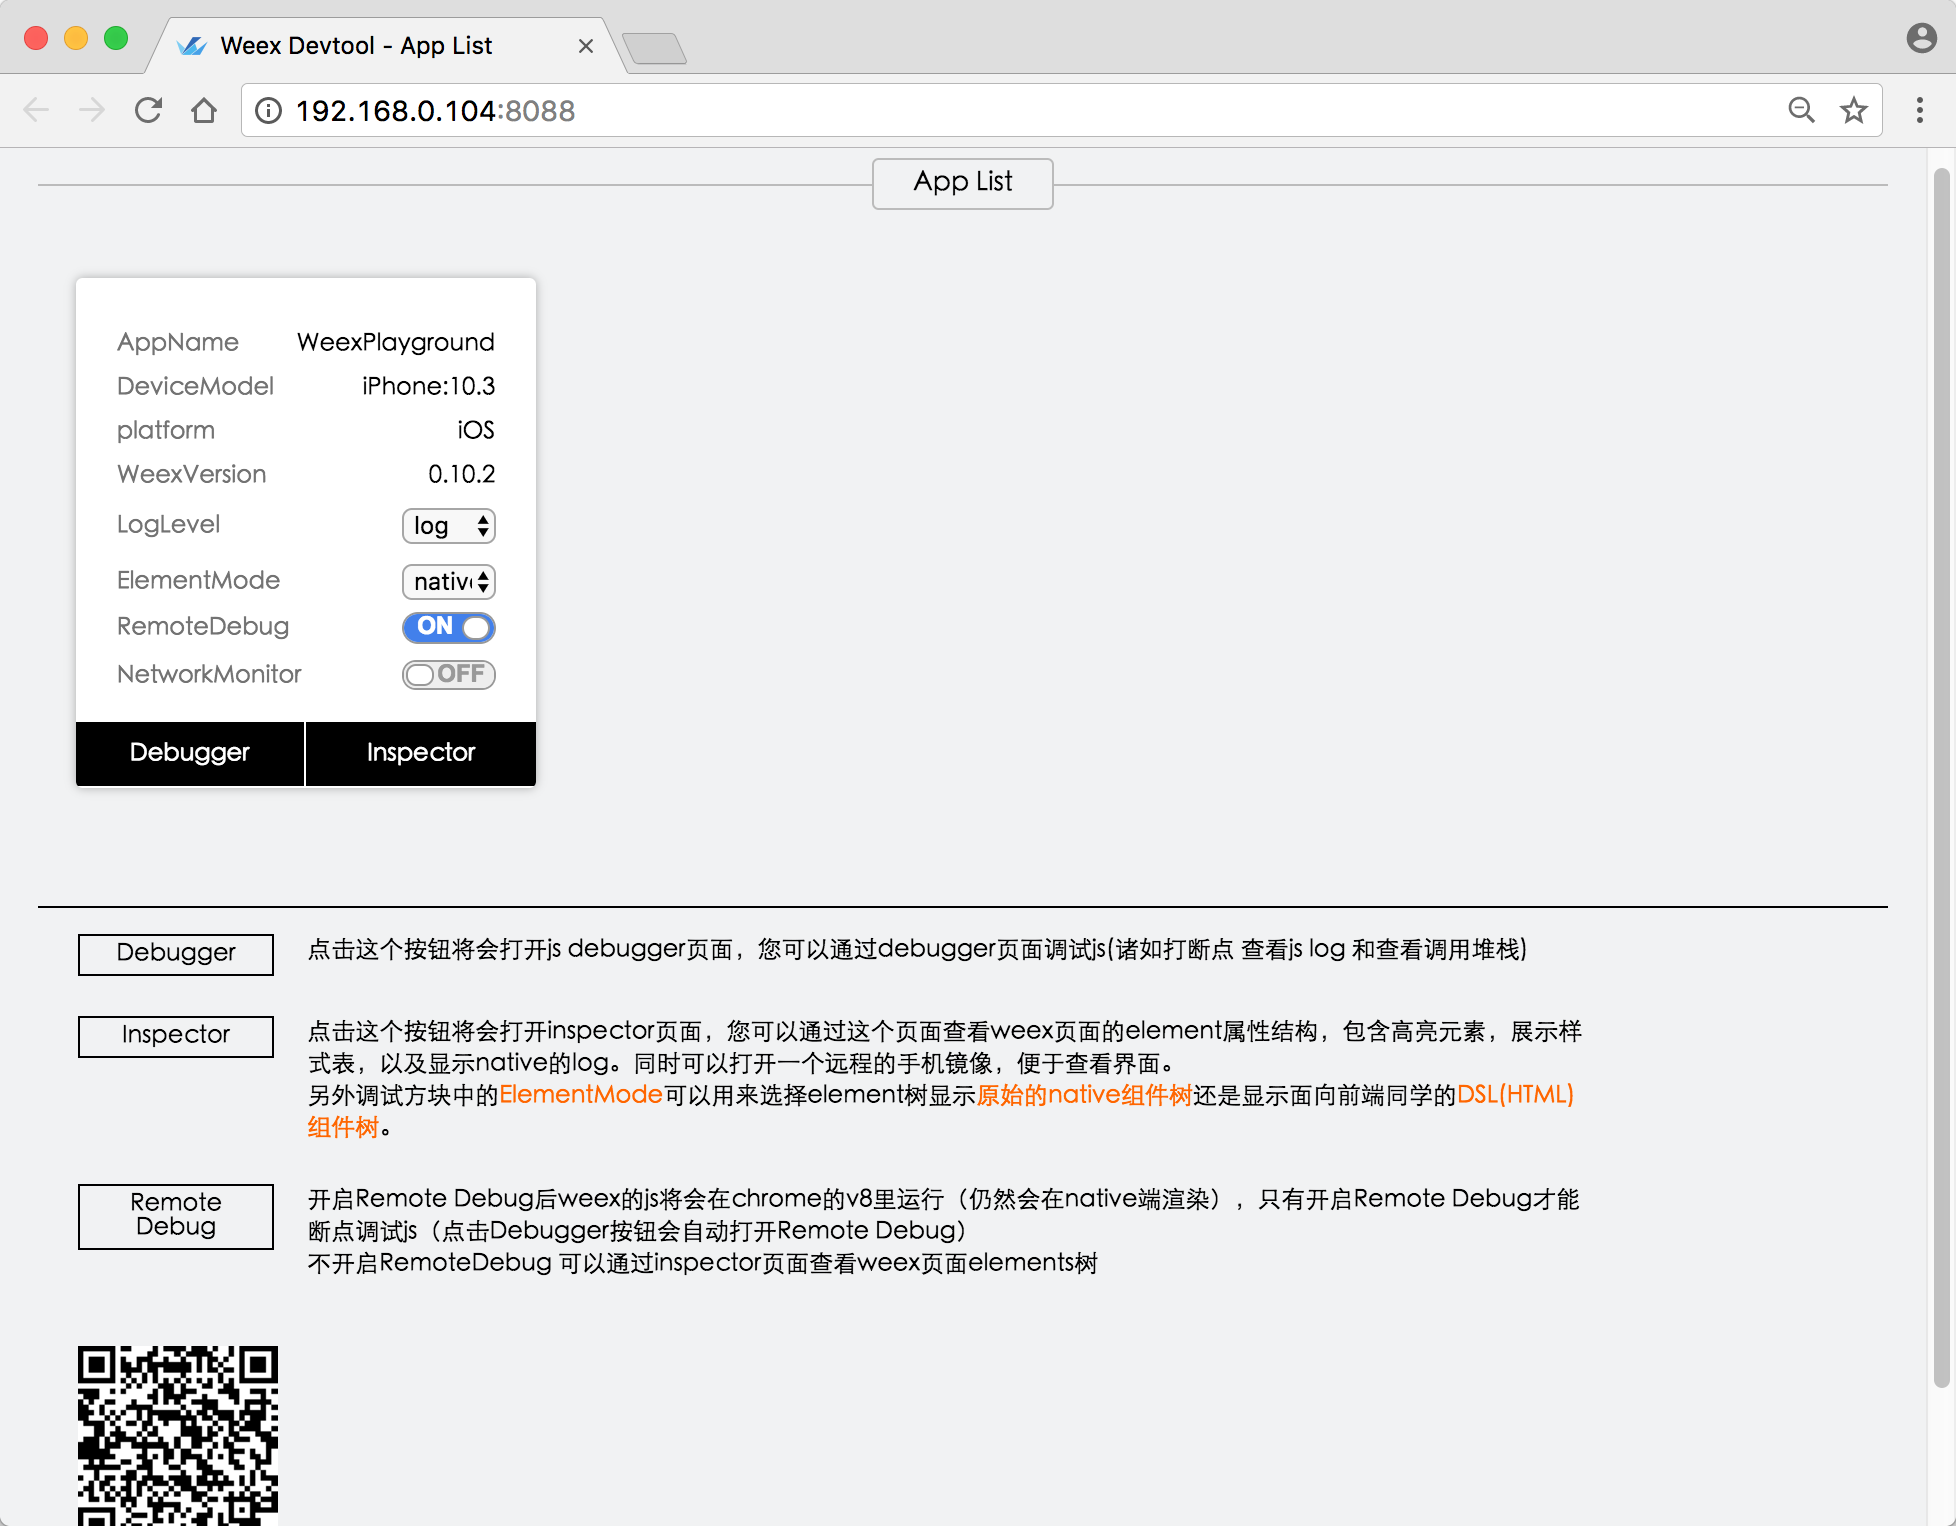 Weex Devtool - App List
192.168.0.104:8088
App List
AppName WeexPlayground
DeviceModel iPhone:10.3
platform iOS
WeexVersion 0.10.2
LogLevel log
ElementMode native
RemoteDebug ON
NetworkMonitor OFF
Debugger Inspector
Debugger 点击这个按钮将会打开js debugger页面，您可以通过debugger页面调试js(诸如打断点 查看js log 和查看调用堆栈)
Inspector 点击这个按钮将会打开inspector页面，您可以通过这个页面查看weex页面的element属性结构，包含高亮元素，展示样
式表，以及显示native的log。同时可以打开一个远程的手机镜像，便于查看界面。
另外调试方块中的ElementMode可以用来选择element树显示原始的native组件树还是显示面向前端同学的DSL(HTML)
组件树。
Remote
Debug
开启Remote Debug后weex的js将会在chrome的v8里运行（仍然会在native端渲染），只有开启Remote Debug才能
断点调试js（点击Debugger按钮会自动打开Remote Debug）
不开启RemoteDebug 可以通过inspector页面查看weex页面elements树